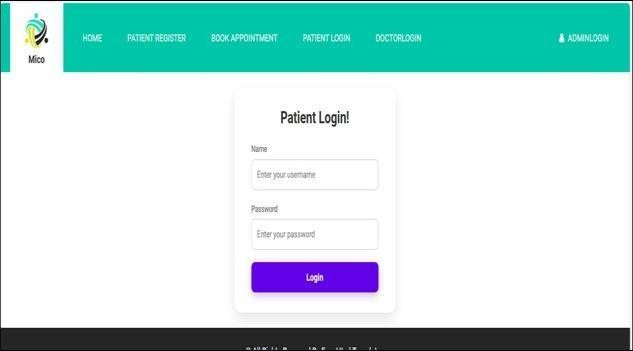 HOME PATIENT REGISTER BOOK APPOINTMENT PATIENT LOGIN DOCTORLOGIN ADMINLOGIN
Mico
Patient Login!
Name
Enter your username
Password
Enter your password
Login